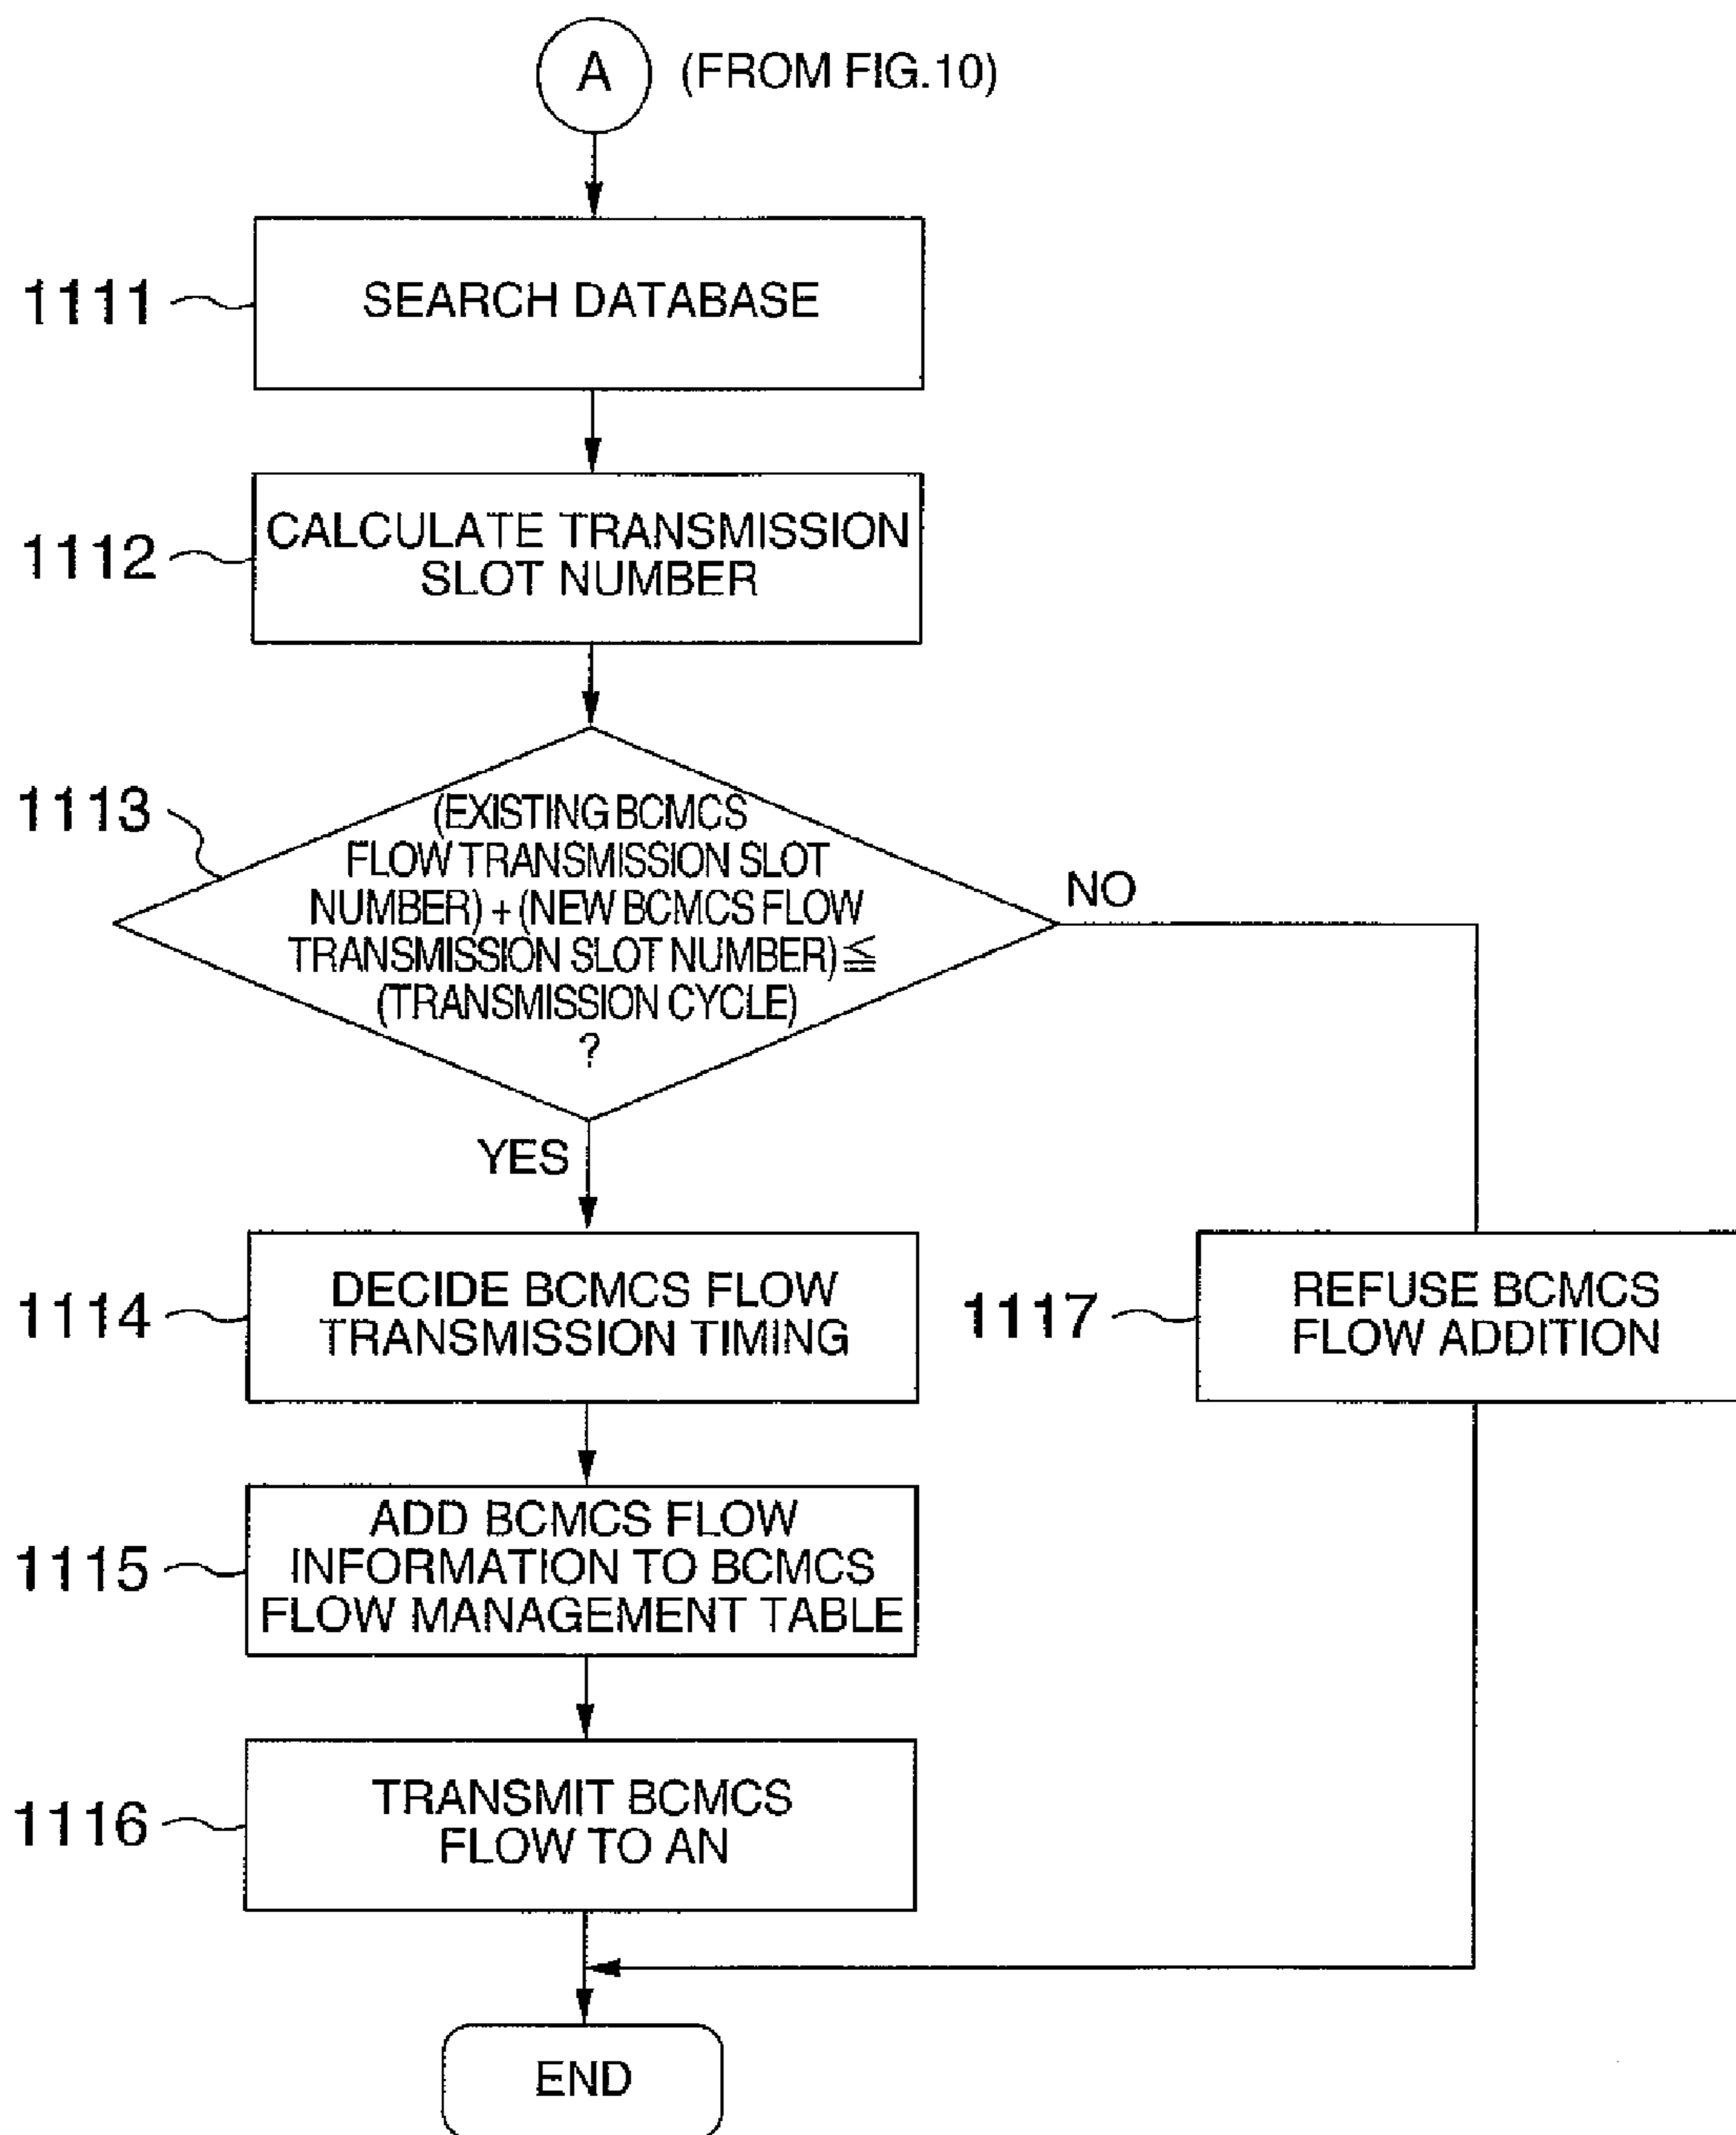 A (FROM FIG.10)
1111
SEARCH DATABASE
1112
CALCULATE TRANSMISSION
SLOT NUMBER
1113
(EXISTING BCMCS
FLOW TRANSMISSION SLOT
NUMBER) + (NEW BCMCS FLOW
TRANSMISSION SLOT NUMBER) ≦
(TRANSMISSION CYCLE)
?
NO
YES
1114
DECIDE BCMCS FLOW
TRANSMISSION TIMING
1117
REFUSE BCMCS
FLOW ADDITION
1115
ADD BCMCS FLOW
INFORMATION TO BCMCS
FLOW MANAGEMENT TABLE
1116
TRANSMIT BCMCS
FLOW TO AN
END